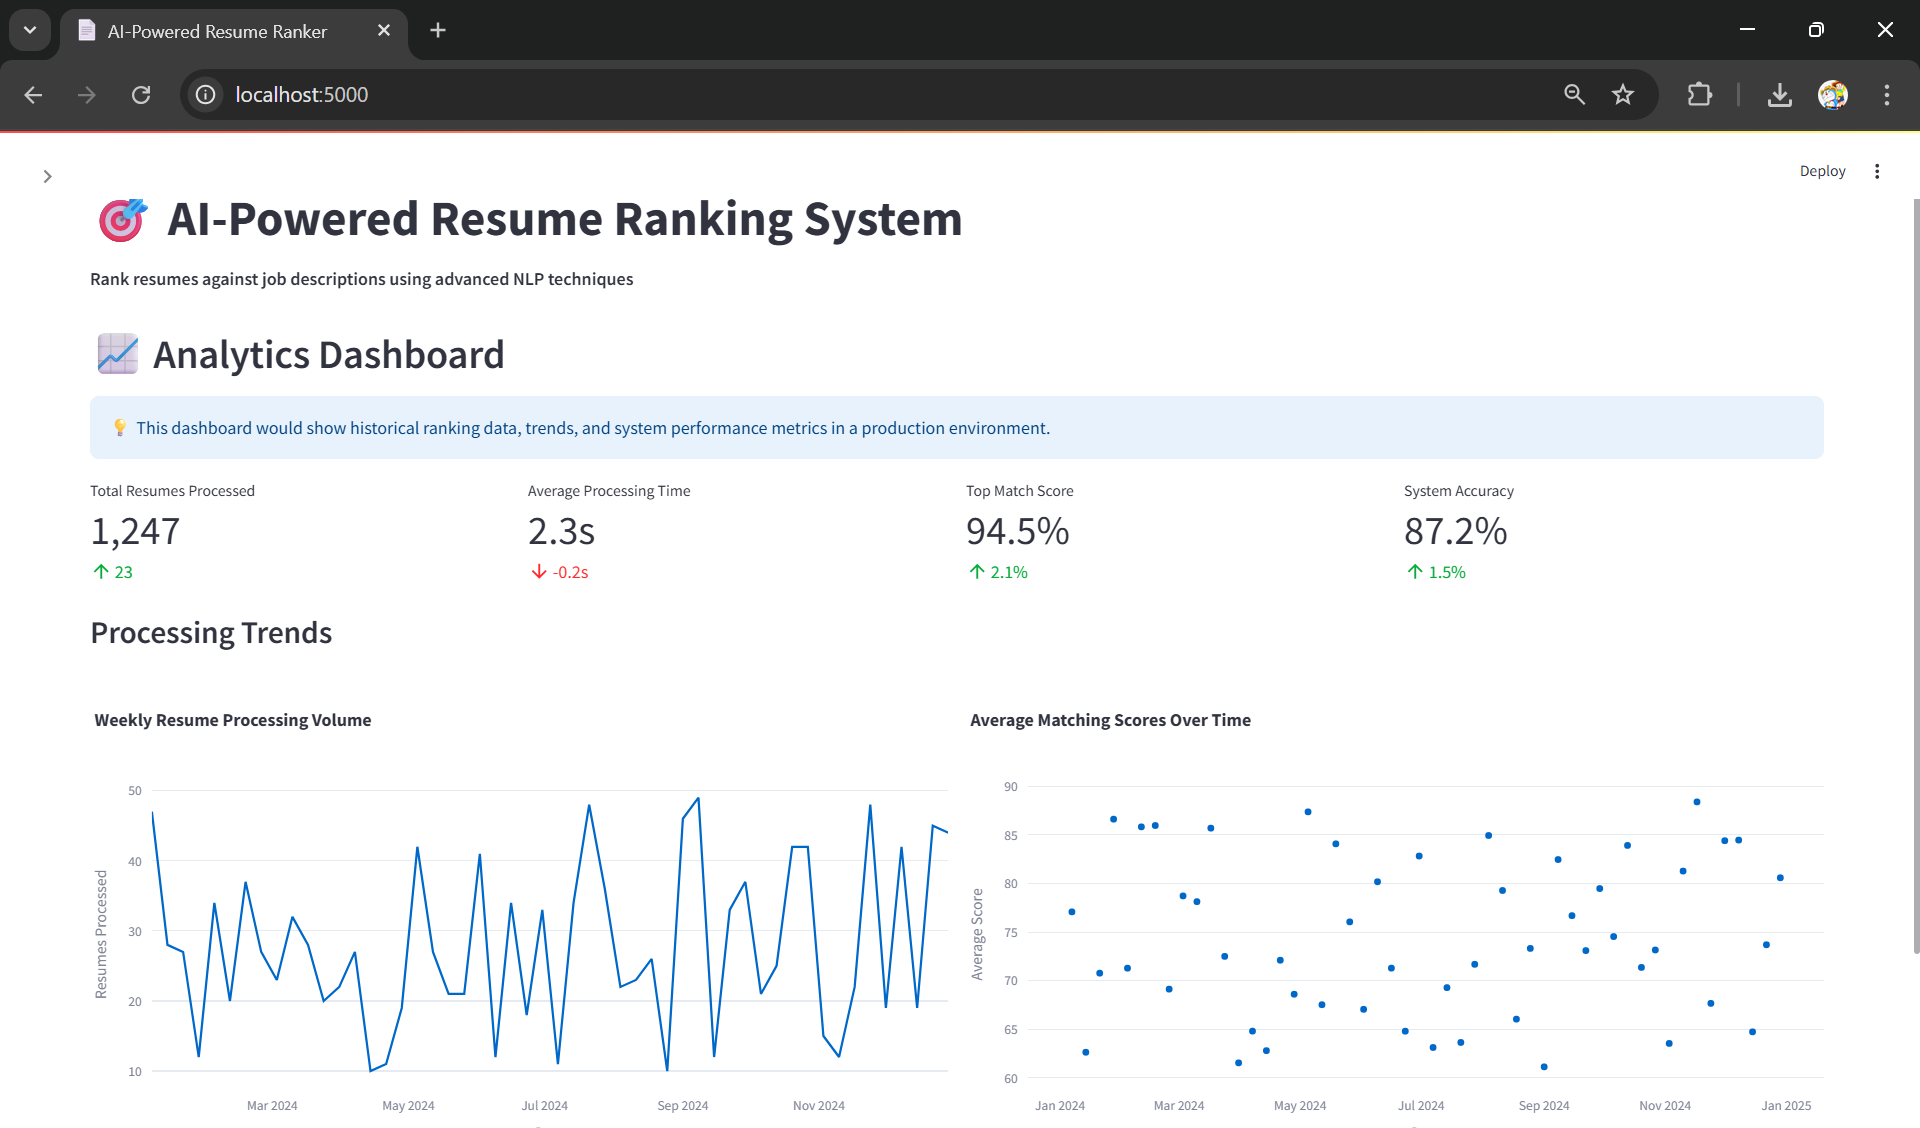 AI-Powered Resume Ranker
localhost:5000
Deploy
AI-Powered Resume Ranking System
Rank resumes against job descriptions using advanced NLP techniques
Analytics Dashboard
This dashboard would show historical ranking data, trends, and system performance metrics in a production environment.
Total Resumes Processed
1,247
23
Average Processing Time
2.3s
-0.2s
Top Match Score
94.5%
2.1%
System Accuracy
87.2%
1.5%
Processing Trends
Weekly Resume Processing Volume
Resumes Processed
50
40
30
20
10
Mar 2024
May 2024
Jul 2024
Sep 2024
Nov 2024
Average Matching Scores Over Time
Average Score
90
85
80
75
70
65
60
Jan 2024
Mar 2024
May 2024
Jul 2024
Sep 2024
Nov 2024
Jan 2025